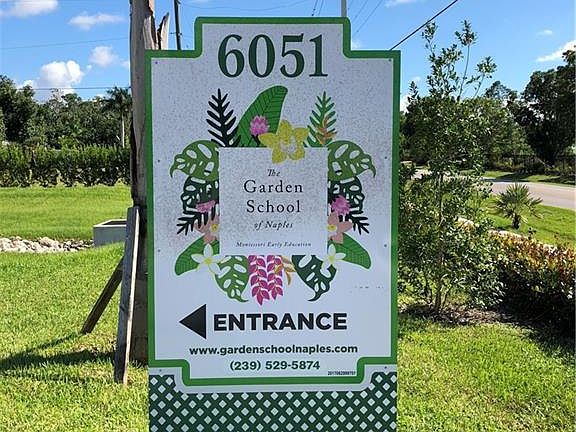 6051
The
Garden
School
of Naples
Montessori Early Education
ENTRANCE
www.gardenschoolnaples.com
(239) 529-5874